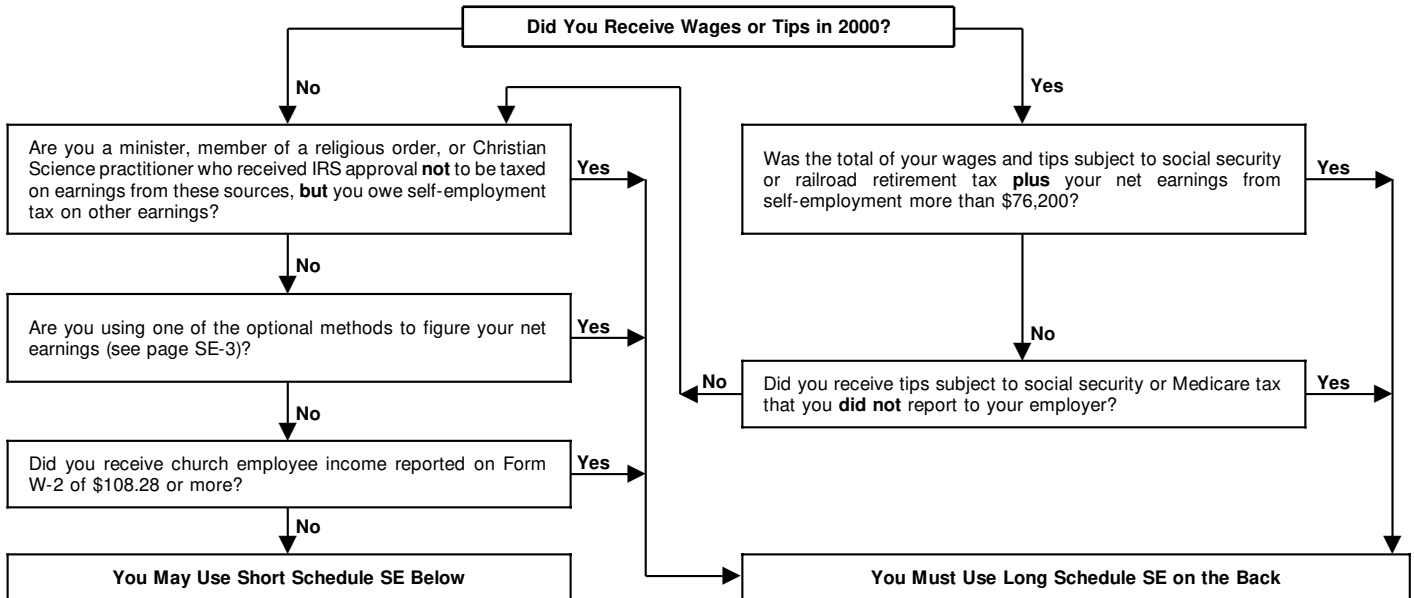 Did You Receive Wages or Tips in 2000?
No
Yes
Are you a minister, member of a religious order, or Christian
Science practitioner who received IRS approval not to be taxed
on earnings from these sources, but you owe self-employment
tax on other earnings?
Yes
Was the total of your wages and tips subject to social security
or railroad retirement tax plus your net earnings from
self-employment more than $76,200?
Yes
No
Are you using one of the optional methods to figure your net
earnings (see page SE-3)?
Yes
No
No
Did you receive tips subject to social security or Medicare tax
that you did not report to your employer?
Yes
No
Did you receive church employee income reported on Form
W-2 of $108.28 or more?
Yes
No
You May Use Short Schedule SE Below
You Must Use Long Schedule SE on the Back